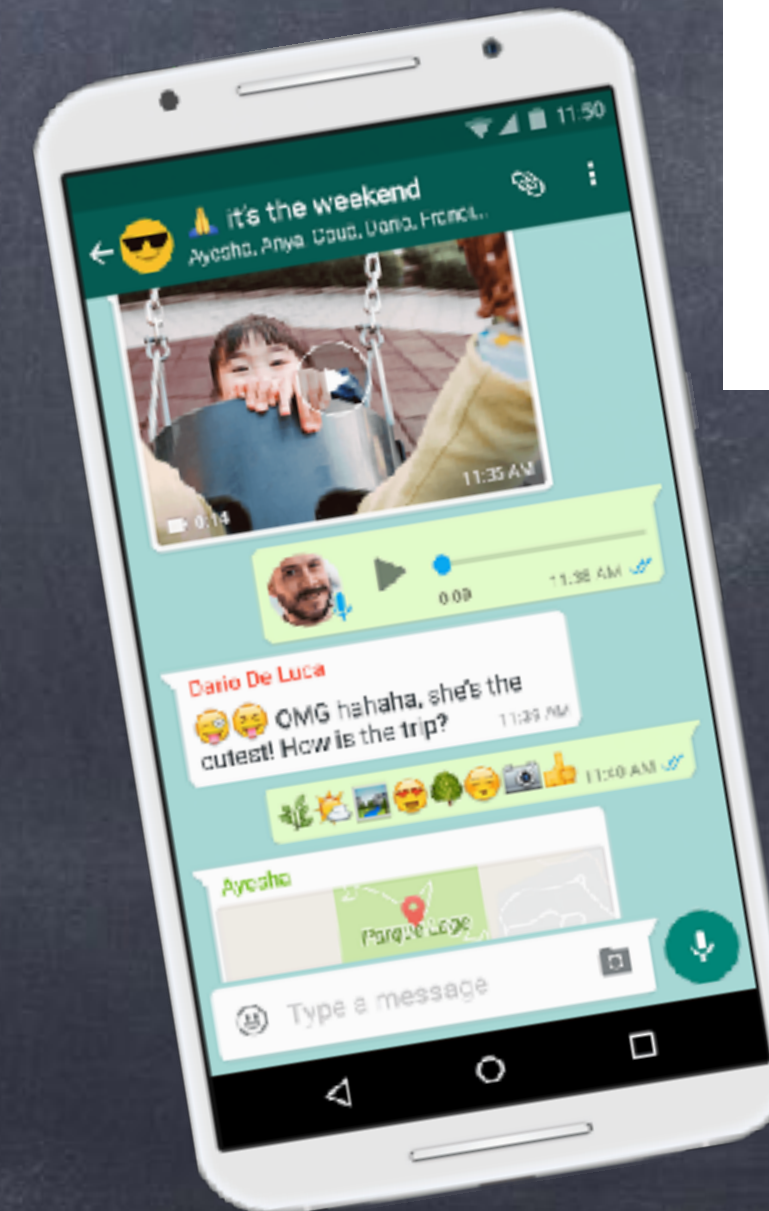 11:50
🙏 it's the weekend
Ayesha, Anya, Caua, Dario, Franci...
11:35 AM
0:14
0:09
11:38 AM
Dario De Luca
😜😝 OMG hahaha, she's the
cutest! How is the trip?
11:39 AM
🌿🌤🏞😍🌳😌📷👍 11:40 AM
Ayesha
Parque Lage
Type a message